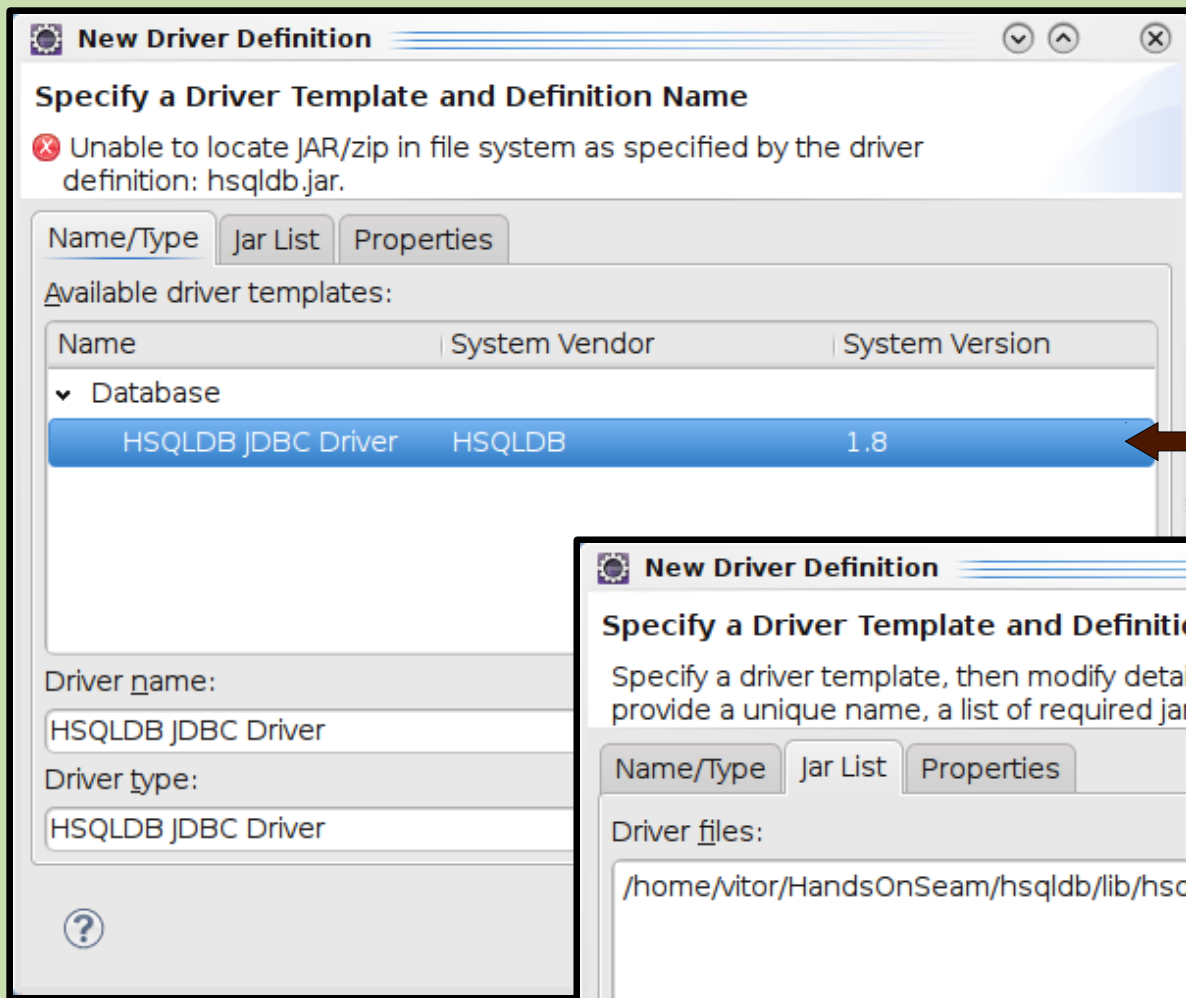 New Driver Definition
Specify a Driver Template and Definition Name
Unable to locate JAR/zip in file system as specified by the driver
definition: hsqldb.jar.
Name/Type Jar List Properties
Available driver templates:
Name System Vendor System Version
Database
HSQLDB JDBC Driver HSQLDB 1.8
Driver name:
HSQLDB JDBC Driver
Driver type:
HSQLDB JDBC Driver
New Driver Definition
Specify a Driver Template and
Specify a driver template, then modify
provide a unique name, a list of required
Name/Type Jar List Properties
Driver files:
/home/vitor/HandsOnSeam/hsqldb/lib/